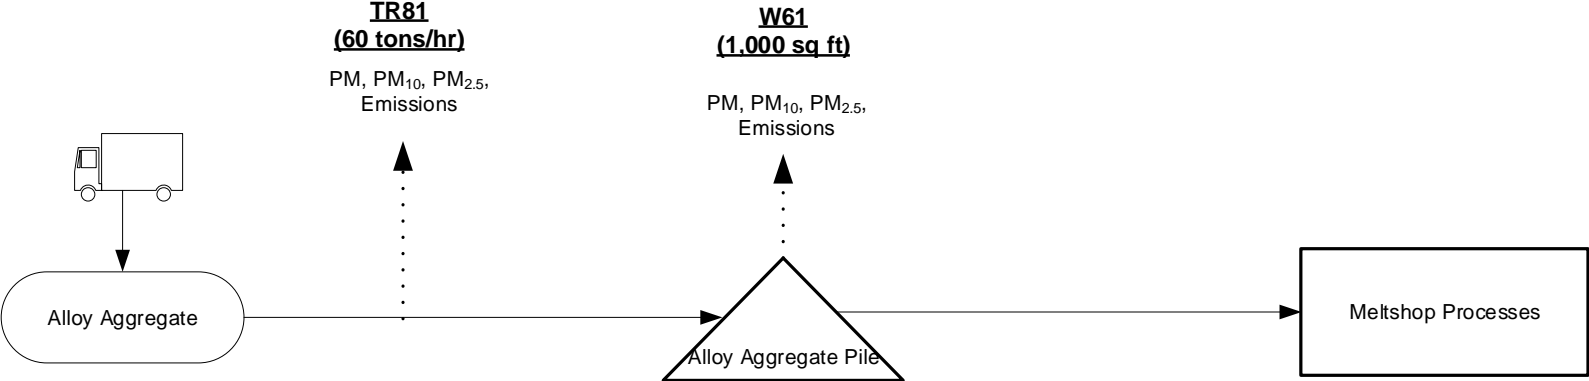 TR81
(60 tons/hr)
PM, PM₁₀, PM₂.₅,
Emissions
W61
(1,000 sq ft)
PM, PM₁₀, PM₂.₅,
Emissions
Alloy Aggregate
Alloy Aggregate Pile
Meltshop Processes